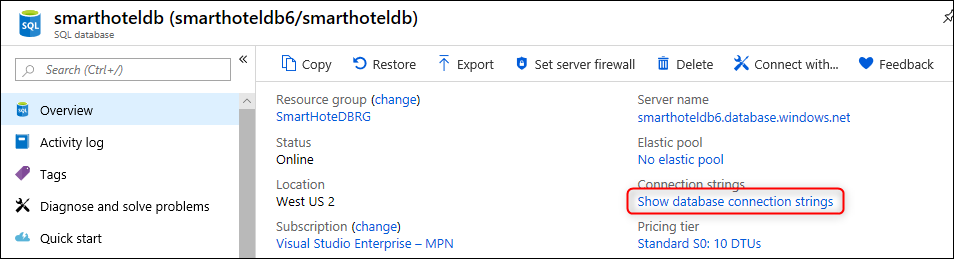 smarthoteldb (smarthoteldb6/smarthoteldb)
SQL database
SQL
Search (Ctrl+/)
«
Copy Restore Export Set server firewall Delete Connect with... Feedback
Overview
Activity log
Tags
Diagnose and solve problems
Quick start
Resource group (change)
SmartHoteDBRG
Status
Online
Location
West US 2
Subscription (change)
Visual Studio Enterprise – MPN
Server name
smarthoteldb6.database.windows.net
Elastic pool
No elastic pool
Connection strings
Show database connection strings
Pricing tier
Standard S0: 10 DTUs